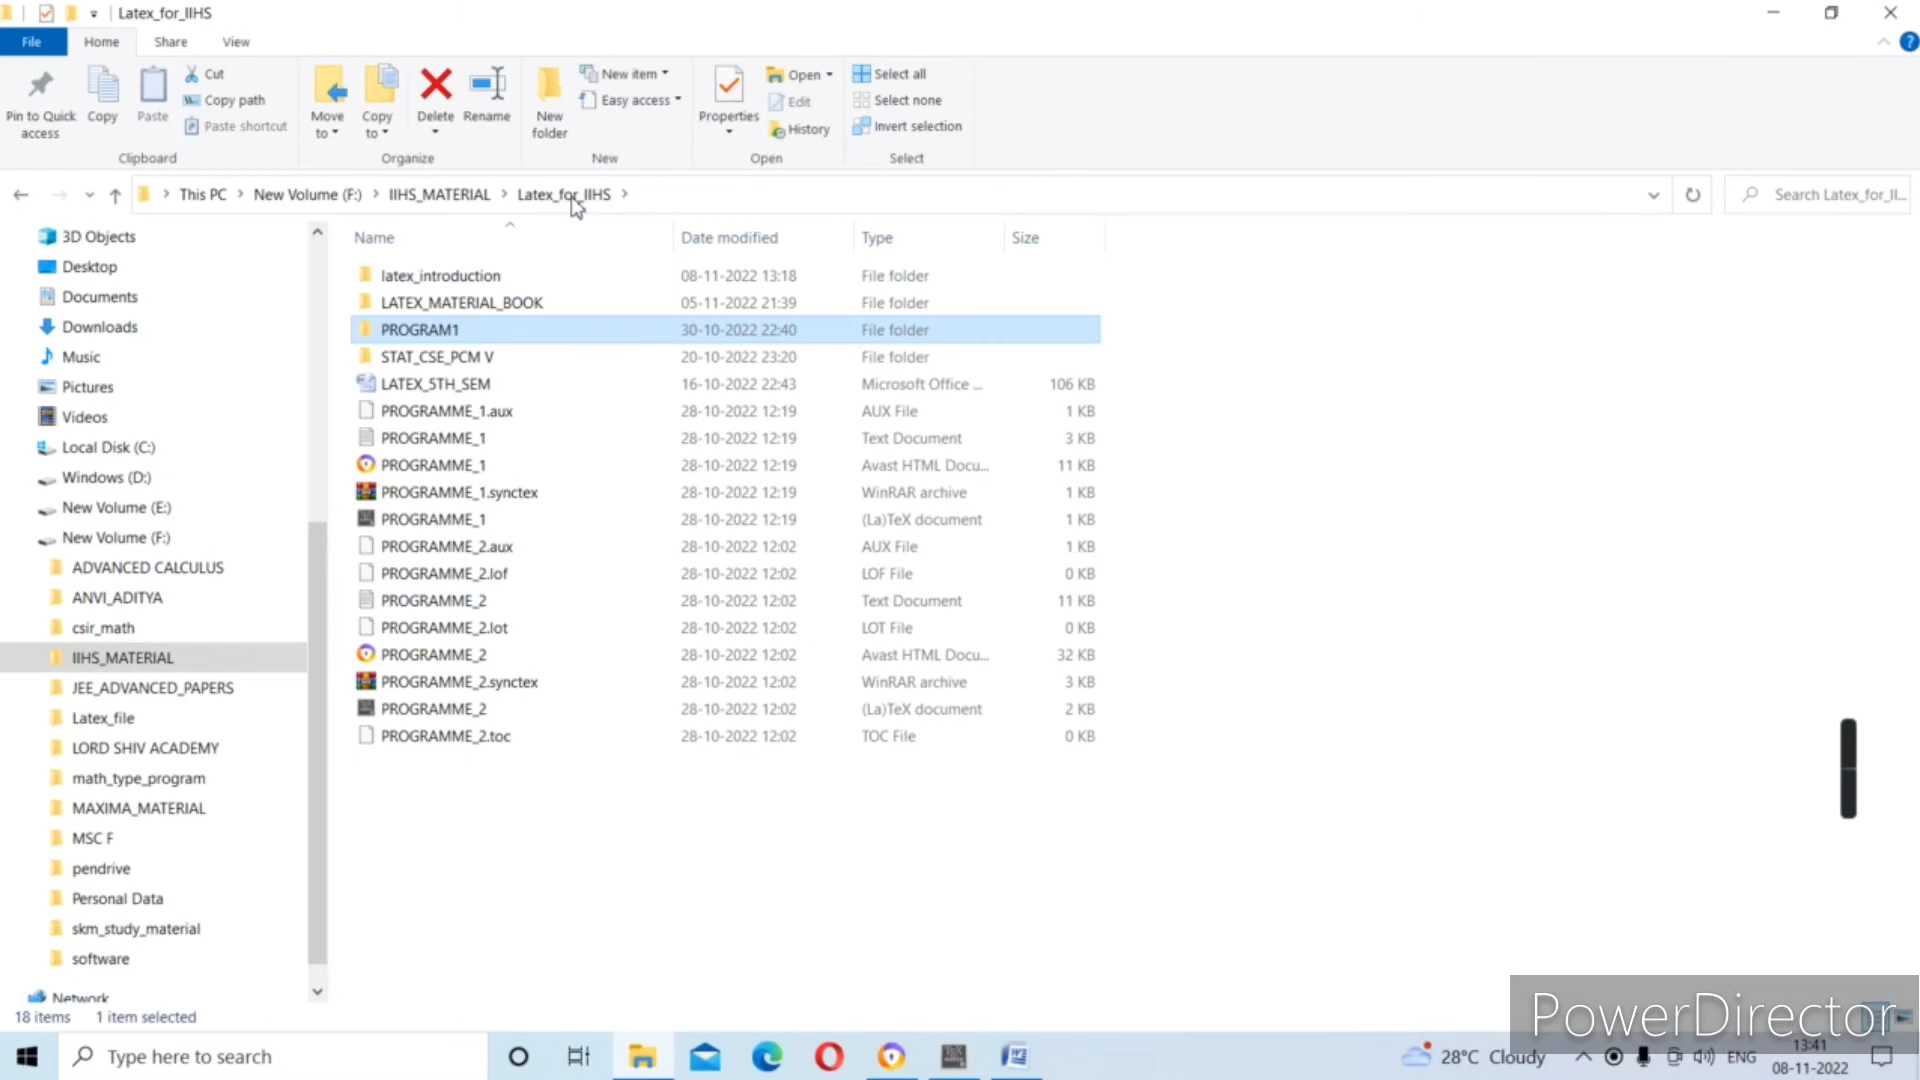 Latex_for_IIHS
File Home Share View
Pin to Quick access
Copy
Paste
Cut
Copy path
Paste shortcut
Clipboard
Move to
Copy to
Delete
Rename
Organize
New folder
New item
Easy access
New
Properties
Open
Edit
History
Open
Select all
Select none
Invert selection
Select
This PC > New Volume (F:) > IIHS_MATERIAL > Latex_for_IIHS >
Search Latex_for_II...
3D Objects
Desktop
Documents
Downloads
Music
Pictures
Videos
Local Disk (C:)
Windows (D:)
New Volume (E:)
New Volume (F:)
ADVANCED CALCULUS
ANVI_ADITYA
csir_math
IIHS_MATERIAL
JEE_ADVANCED_PAPERS
Latex_file
LORD SHIV ACADEMY
math_type_program
MAXIMA_MATERIAL
MSC F
pendrive
Personal Data
skm_study_material
software
Network
Name Date modified Type Size
latex_introduction 08-11-2022 13:18 File folder
LATEX_MATERIAL_BOOK 05-11-2022 21:39 File folder
PROGRAM1 30-10-2022 22:40 File folder
STAT_CSE_PCM V 20-10-2022 23:20 File folder
LATEX_5TH_SEM 16-10-2022 22:43 Microsoft Office ... 106 KB
PROGRAMME_1.aux 28-10-2022 12:19 AUX File 1 KB
PROGRAMME_1 28-10-2022 12:19 Text Document 3 KB
PROGRAMME_1 28-10-2022 12:19 Avast HTML Docu... 11 KB
PROGRAMME_1.synctex 28-10-2022 12:19 WinRAR archive 1 KB
PROGRAMME_1 28-10-2022 12:19 (La)TeX document 1 KB
PROGRAMME_2.aux 28-10-2022 12:02 AUX File 1 KB
PROGRAMME_2.lof 28-10-2022 12:02 LOF File 0 KB
PROGRAMME_2 28-10-2022 12:02 Text Document 11 KB
PROGRAMME_2.lot 28-10-2022 12:02 LOT File 0 KB
PROGRAMME_2 28-10-2022 12:02 Avast HTML Docu... 32 KB
PROGRAMME_2.synctex 28-10-2022 12:02 WinRAR archive 3 KB
PROGRAMME_2 28-10-2022 12:02 (La)TeX document 2 KB
PROGRAMME_2.toc 28-10-2022 12:02 TOC File 0 KB
18 items 1 item selected
PowerDirector
Type here to search
28°C Cloudy
ENG
13:41
08-11-2022